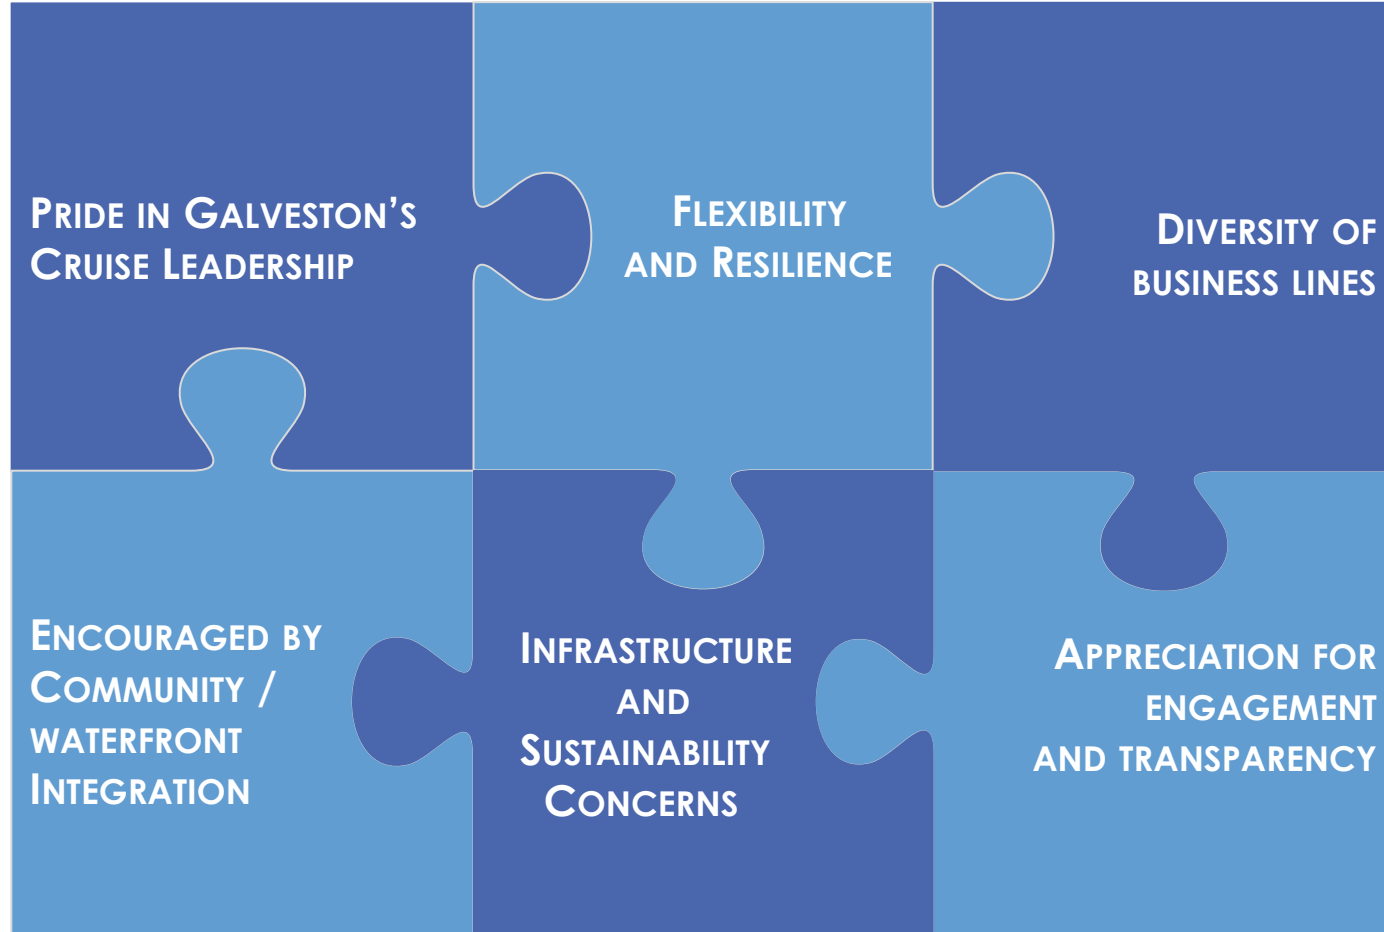 Pride in Galveston’s
Cruise Leadership
Flexibility
and Resilience
Diversity of
business lines
Encouraged by
Community /
waterfront
Integration
Infrastructure
and
Sustainability
Concerns
Appreciation for
engagement
and transparency